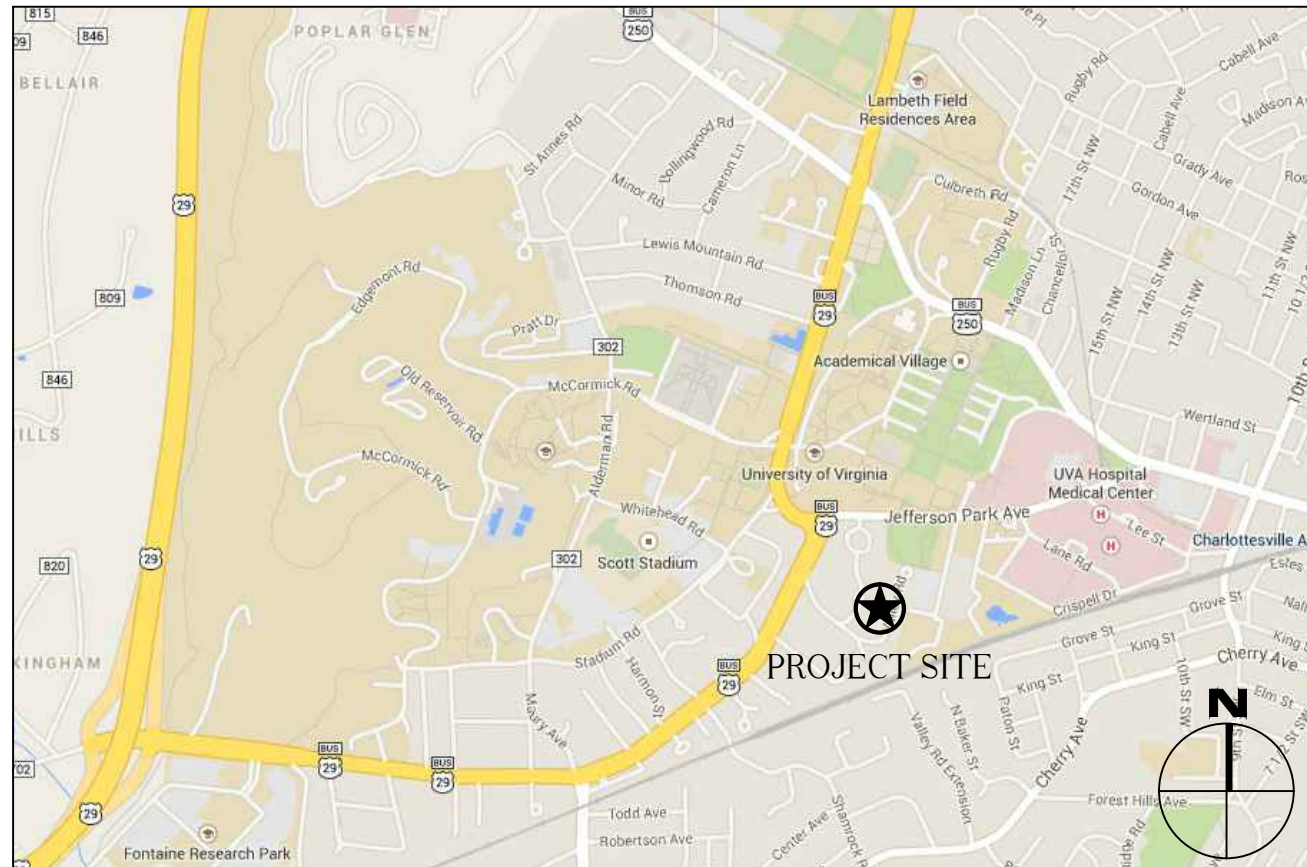 815
BUS
250
09
846
POPLAR GLEN
Rugby Rd
Cabell Ave
BELLAIR
Lambeth Field
Residences Area
Cabell Ave
Madison A
St Annes Rd
Cameron Ln
Minor Rd
17th St NW
Grady Ave
Culbreth Rd
Gordon Ave
29
Rugby Rd
Lewis Mountain Rd
Madison Ln
Chancellor St
14th St NW
11th St NW
Edgemont Rd
Thomson Rd
809
BUS
29
BUS
250
15th St NW
13th St NW
Pratt Dr
302
Academical Village
846
Old Reservoir Rd
McCormick Rd
Wertland St
ILLS
Alderman Rd
McCormick Rd
University of Virginia
UVA Hospital
Medical Center
Whitehead Rd
BUS
29
Jefferson Park Ave
H
Lee St
H
Lane Rd
Charlottesville A
29
302
Scott Stadium
820
Rd
Estes
Crispell Dr
Grove St
Nal
Grove St
King St
King S
KINGHAM
Stadium Rd
PROJECT SITE
Cherry Ave
Harmon St
BUS
29
King St
10th St SW
Elm St
N
Maury Ave
N Baker St
Paton St
Valley Rd Extension
Cherry Ave
7 1/2 St SW
702
BUS
29
BUS
29
29
Todd Ave
Forest Hills Ave
Center Ave
Shamrock R
Robertson Ave
Fontaine Research Park